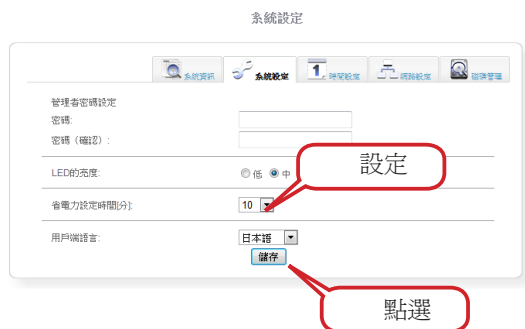 系統設定
系統資訊 系統設定 時間設定 網路設定 磁碟管理
管理者密碼設定
密碼:
密碼（確認）:
LED的亮度: 低 中
設定
省電力設定時間[分]: 10
用戶端語言: 日本語
儲存
點選